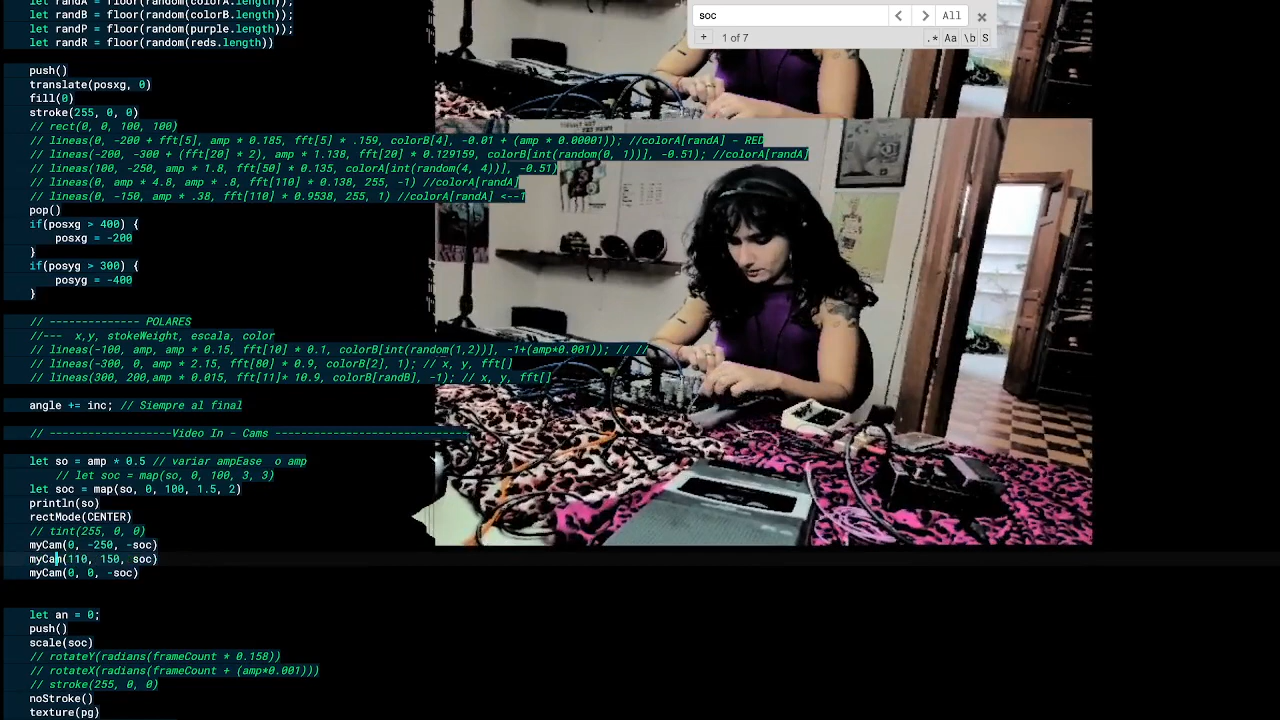 let randA = floor(random(colorA.length));
let randB = floor(random(colorB.length));
let randP = floor(random(purple.length));
let randR = floor(random(reds.length))
push()
translate(posxg, 0)
fill(0)
stroke(255, 0, 0)
// rect(0, 0, 100, 100)
// lineas(0, -200 + fft[5], amp * 0.185, fft[5] * .159, colorB[4], -0.01 + (amp * 0.00001)); //colorA[randA] - RED
// lineas(-200, -300 + (fft[20] * 2), amp * 1.138, fft[20] * 0.129159, colorB[int(random(0, 1))], -0.51); //colorA[randA]
// lineas(100, -250, amp * 1.8, fft[50] * 0.135, colorA[int(random(4, 4))], -0.51)
// lineas(0, amp * 4.8, amp * .8, fft[110] * 0.138, 255, -1) //colorA[randA]
// lineas(0, -150, amp * .38, fft[110] * 0.9538, 255, 1) //colorA[randA] <--1
pop()
if(posxg > 400) {
posxg = -200
}
if(posyg > 300) {
posyg = -400
}
// -------------- POLARES
//--- x,y, stokeWeight, escala, color
// lineas(-100, amp, amp * 0.15, fft[10] * 0.1, colorB[int(random(1,2))], -1+(amp*0.001)); // //
// lineas(-300, 0, amp * 2.15, fft[80] * 0.9, colorB[2], 1); // x, y, fft[]
// lineas(300, 200,amp * 0.015, fft[11]* 10.9, colorB[randB], -1); // x, y, fft[]
angle += inc; // Siempre al final
// -------------------Video In - Cams ------------------------------
let so = amp * 0.5 // variar ampEase o amp
// let soc = map(so, 0, 100, 3, 3)
let soc = map(so, 0, 100, 1.5, 2)
println(so)
rectMode(CENTER)
// tint(255, 0, 0)
myCam(0, -250, -soc)
myCam(110, 150, soc)
myCam(0, 0, -soc)
let an = 0;
push()
scale(soc)
// rotateY(radians(frameCount * 0.158))
// rotateX(radians(frameCount + (amp*0.001)))
// stroke(255, 0, 0)
noStroke()
texture(pg)
soc
All
+ 1 of 7 .* Aa \b S